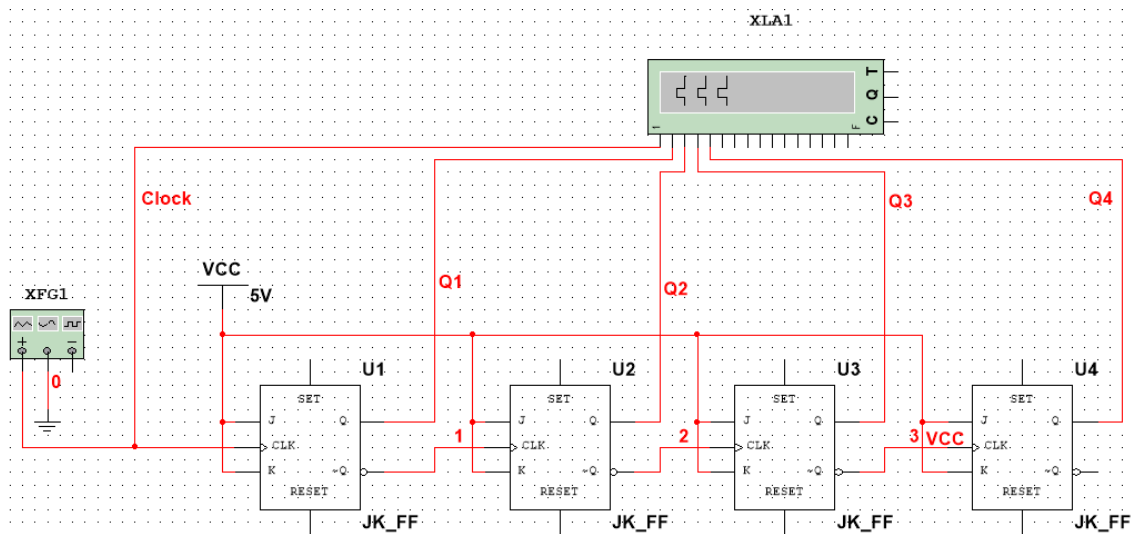 XLA1
T
Q
C
1
F
Clock
Q3
Q4
VCC
Q1
Q2
5V
XFG1
+
−
0
U1
U2
U3
U4
SET
SET
SET
SET
J Q
J Q
J Q
J Q
1
2
3
VCC
CLK
CLK
CLK
CLK
K ~Q
K ~Q
K ~Q
K ~Q
RESET
RESET
RESET
RESET
JK_FF
JK_FF
JK_FF
JK_FF